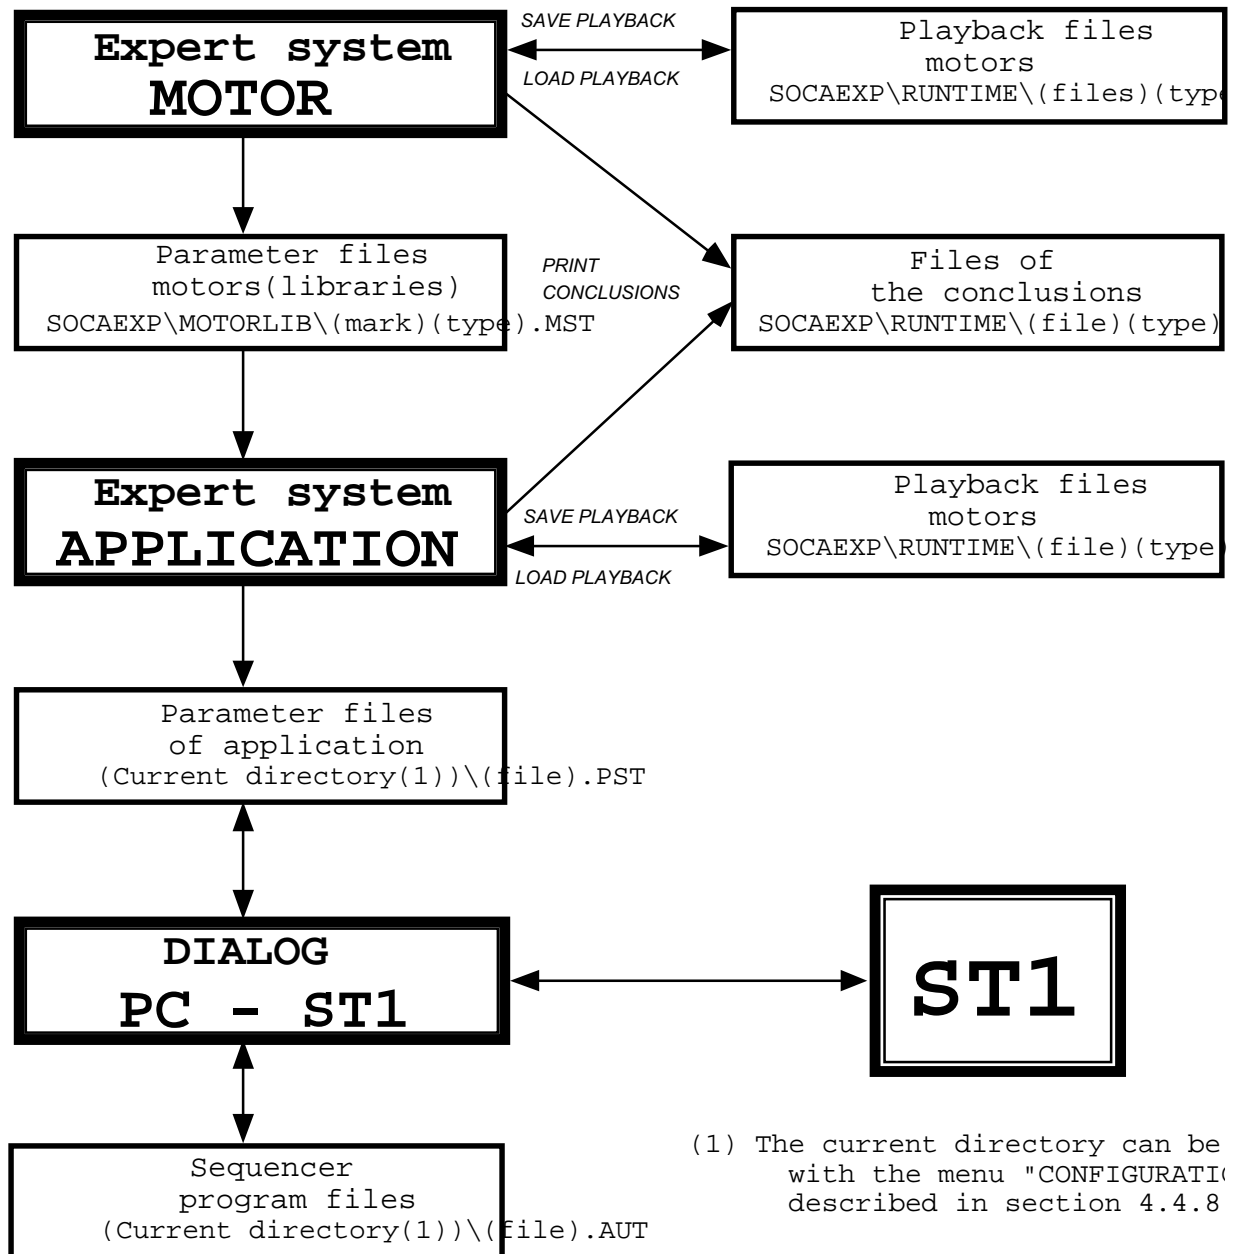 Expert system
MOTOR
SAVE PLAYBACK
LOAD PLAYBACK
Playback files
motors
SOCAEXP\RUNTIME\(files)(type
Parameter files
motors(libraries)
SOCAEXP\MOTORLIB\(mark)(type).MST
PRINT
CONCLUSIONS
Files of
the conclusions
SOCAEXP\RUNTIME\(file)(type)
Expert system
APPLICATION
SAVE PLAYBACK
LOAD PLAYBACK
Playback files
motors
SOCAEXP\RUNTIME\(file)(type)
Parameter files
of application
(Current directory(1))\(file).PST
DIALOG
PC - ST1
ST1
Sequencer
program files
(Current directory(1))\(file).AUT
(1) The current directory can be
with the menu "CONFIGURATIO
described in section 4.4.8